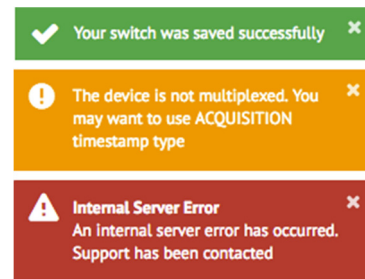 Your switch was saved successfully
The device is not multiplexed. You
may want to use ACQUISITION
timestamp type
Internal Server Error
An internal server error has occurred.
Support has been contacted